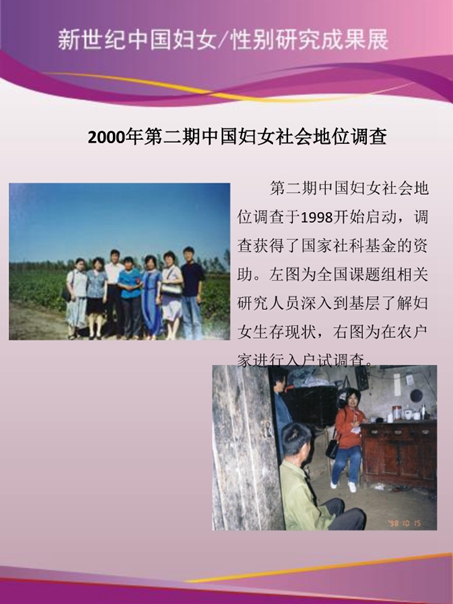 新世纪中国妇女/性别研究成果展
2000年第二期中国妇女社会地位调查
第二期中国妇女社会地
位调查于1998开始启动，调
查获得了国家社科基金的资
助。左图为全国课题组相关
研究人员深入到基层了解妇
女生存现状，右图为在农户
家进行入户试调查。
'98 10 15